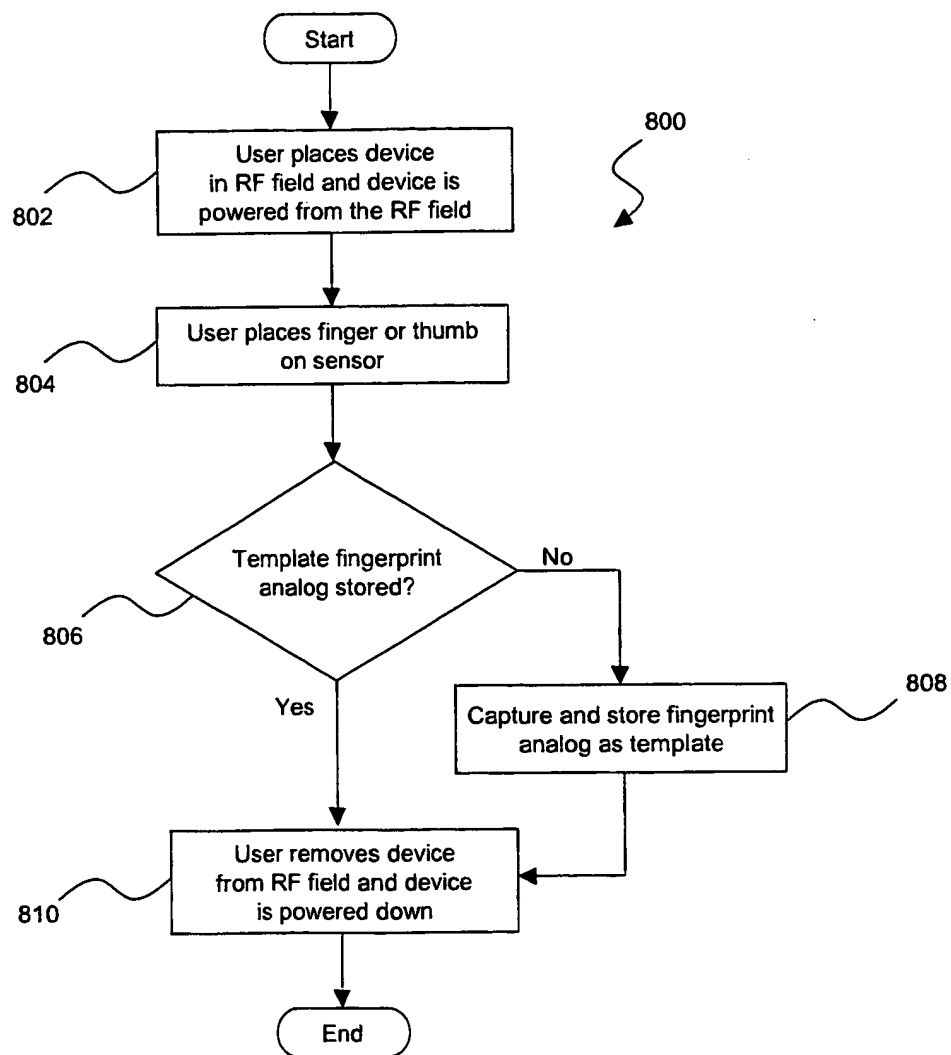 Start
800
User places device
in RF field and device is
powered from the RF field
802
User places finger or thumb
on sensor
804
Template fingerprint
analog stored?
No
806
Yes
808
Capture and store fingerprint
analog as template
User removes device
from RF field and device
is powered down
810
End